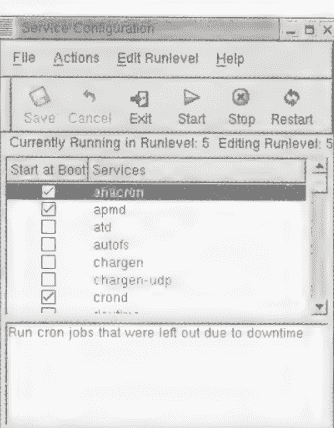 Service Configuration
File Actions Edit Runlevel Help
Save Cancel Exit Start Stop Restart
Currently Running in Runlevel: 5 Editing Runlevel: 5
Start at Boot Services
anacron
apmd
atd
autofs
chargen
chargen-udp
crond
Run cron jobs that were left out due to downtime